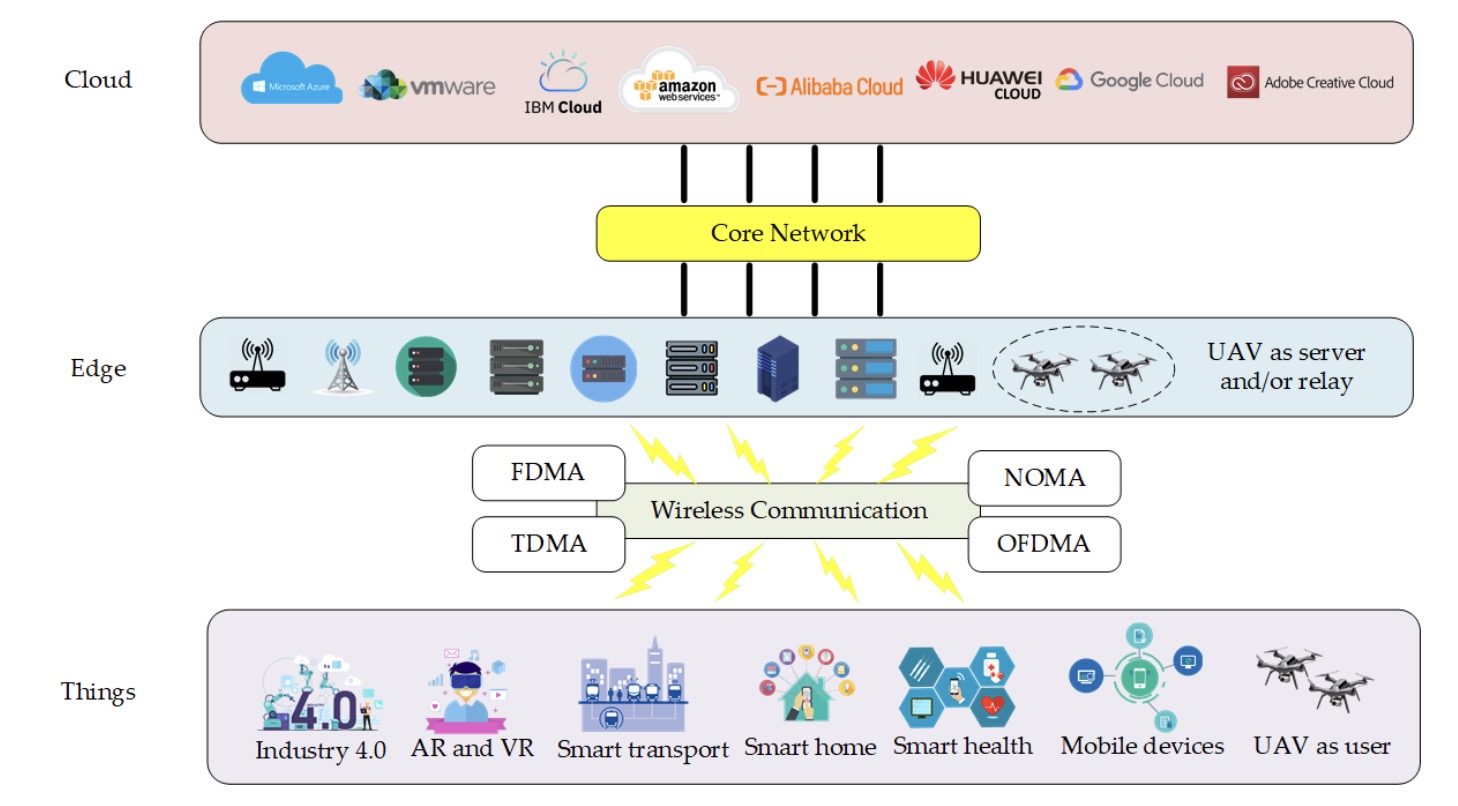 Cloud
Microsoft Azure
vmware
IBM Cloud
amazon
webservices™
Alibaba Cloud
HUAWEI
CLOUD
Google Cloud
Adobe Creative Cloud
Core Network
Edge
UAV as server
and/or relay
FDMA
NOMA
Wireless Communication
TDMA
OFDMA
Things
4.0
Industry 4.0
AR and VR
Smart transport
Smart home
Smart health
Mobile devices
UAV as user